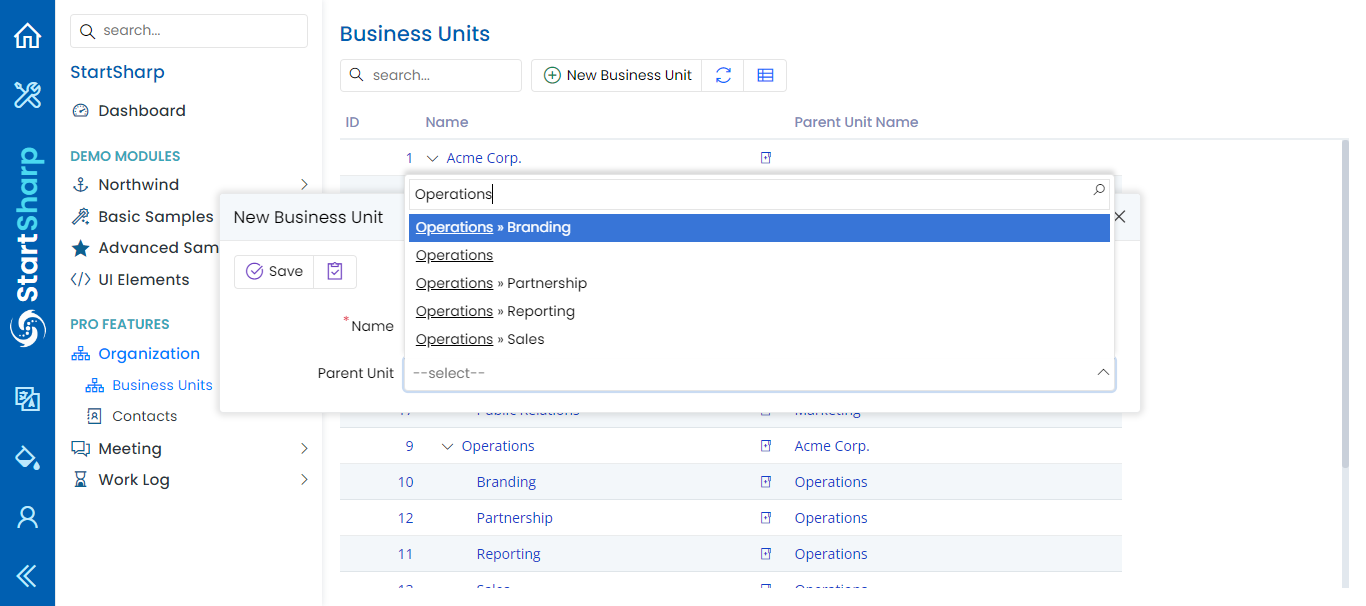 StartSharp
search...
StartSharp
Dashboard
DEMO MODULES
Northwind
Basic Samples
Advanced Sam
UI Elements
PRO FEATURES
Organization
Business Units
Contacts
Meeting
Work Log
Business Units
search...
New Business Unit
ID Name Parent Unit Name
1 Acme Corp.
New Business Unit
Save
*Name
Operations
Operations » Branding
Operations
Operations » Partnership
Operations » Reporting
Operations » Sales
Parent Unit --select--
17 Public Relations Marketing
9 Operations Acme Corp.
10 Branding Operations
12 Partnership Operations
11 Reporting Operations
13 Sales Operations